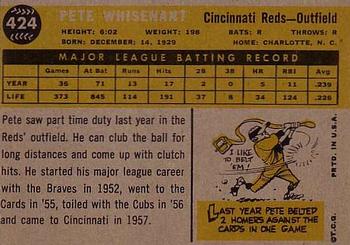 424
PETE WHISENANT
Cincinnati Reds—Outfield
HEIGHT: 6:02 WEIGHT: 198 BATS: R THROWS: R
BORN: DECEMBER 14, 1929 HOME: CHARLOTTE, N. C.
MAJOR LEAGUE BATTING RECORD
Games At Bat Runs Hits 2B 3B HR RBI Avg.
YEAR 36 71 13 17 2 0 5 11 .239
LIFE 373 845 114 191 37 8 34 .226
Pete saw part time duty last year in the
Reds' outfield. He can club the ball for
long distances and come up with clutch
hits. He started his major league career
with the Braves in 1952, went to the
Cards in '55, toiled with the Cubs in '56
and came to Cincinnati in 1957.
I LIKE
TO BELT
'EM!
LAST YEAR PETE BELTED
2 HOMERS AGAINST THE
CARDS IN ONE GAME
©T.C.G. PRTD. IN U.S.A.